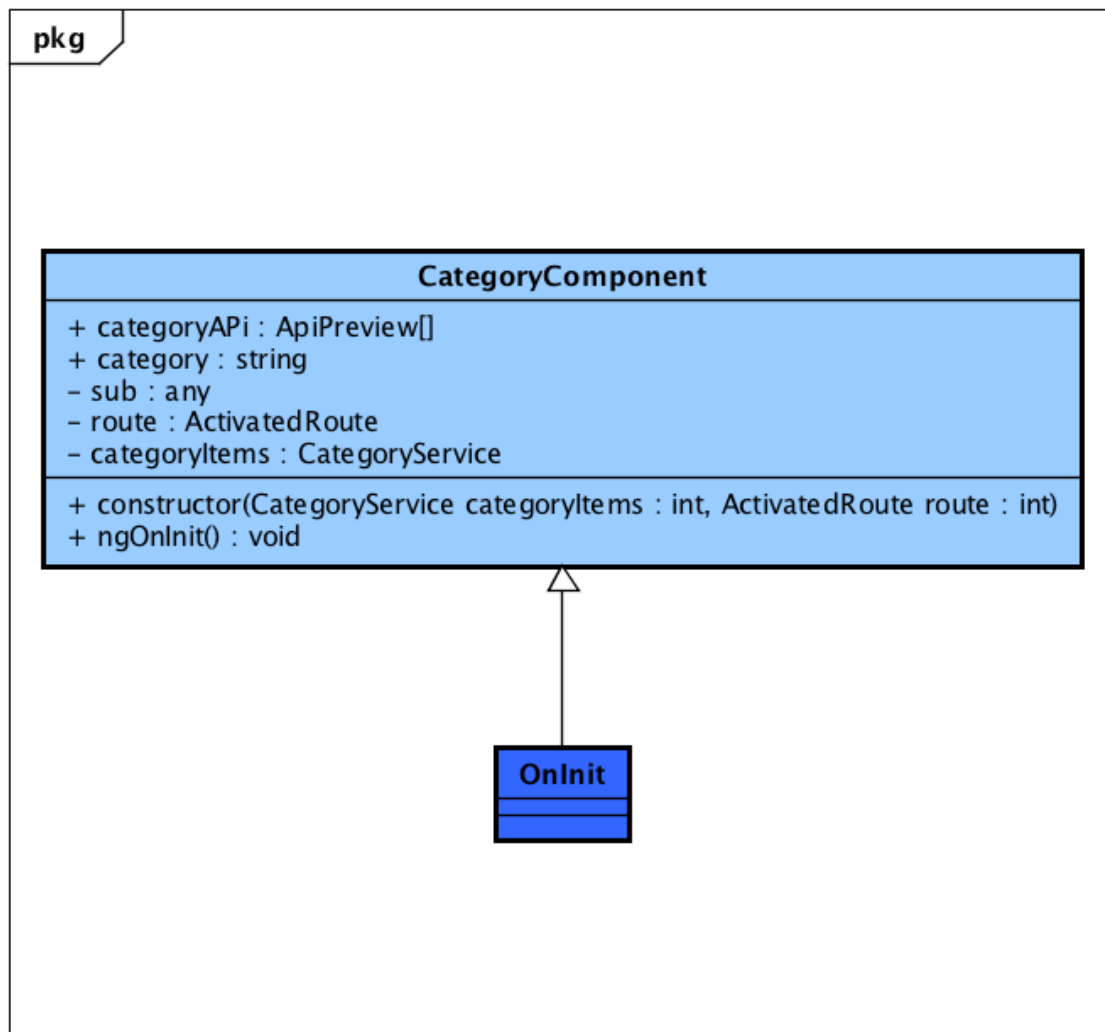 pkg
CategoryComponent
+ categoryAPi : ApiPreview[]
+ category : string
– sub : any
– route : ActivatedRoute
– categoryItems : CategoryService
+ constructor(CategoryService categoryItems : int, ActivatedRoute route : int)
+ ngOnInit() : void
OnInit